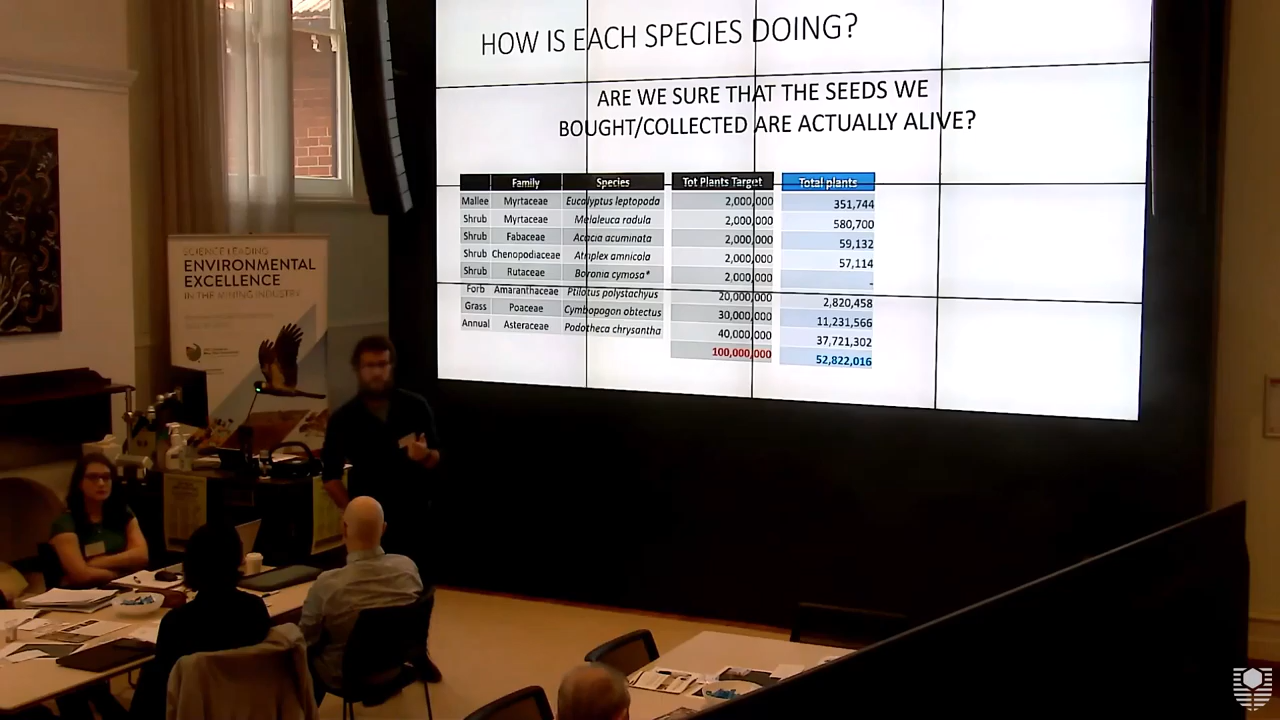 HOW IS EACH SPECIES DOING?
ARE WE SURE THAT THE SEEDS WE
BOUGHT/COLLECTED ARE ACTUALLY ALIVE?
Family Species Tot Plants Target Total plants
Mallee Myrtaceae Eucalyptus leptopoda 2,000,000 351,744
Shrub Myrtaceae Melaleuca radula 2,000,000 580,700
Shrub Fabaceae Acacia acuminata 2,000,000 59,132
Shrub Chenopodiaceae Atriplex amnicola 2,000,000 57,114
Shrub Rutaceae Boronia cymosa* 2,000,000 -
Forb Amaranthaceae Ptilotus polystachyus 20,000,000 2,820,458
Grass Poaceae Cymbopogon obtectus 30,000,000 11,231,566
Annual Asteraceae Podotheca chrysantha 40,000,000 37,721,302
100,000,000 52,822,016
SCIENCE LEADING
ENVIRONMENTAL
EXCELLENCE
IN THE MINING INDUSTRY